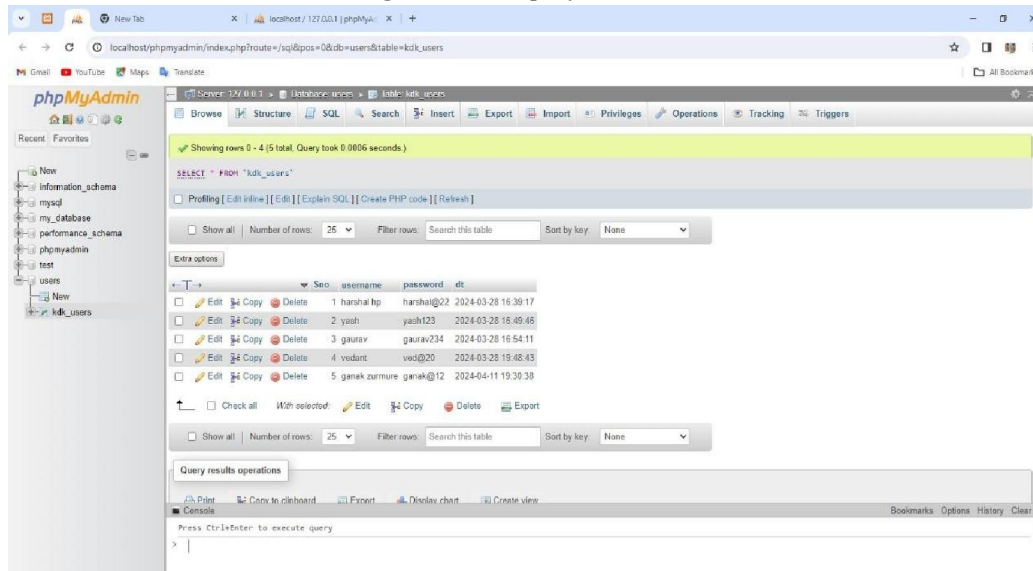 New Tab
localhost / 127.0.0.1 | phpMyA
localhost/phpmyadmin/index.php?route=/sql&pos=0&db=users&table=kdk_users
Gmail YouTube Maps Translate All Bookmark
phpMyAdmin
Recent Favorites
New
information_schema
mysql
my_database
performance_schema
phpmyadmin
test
users
New
kdk_users
Server: 127.0.0.1 » Database: users » Table: kdk_users
Browse Structure SQL Search Insert Export Import Privileges Operations Tracking Triggers
Showing rows 0 - 4 (5 total, Query took 0.0006 seconds.)
SELECT * FROM `kdk_users`
Profiling [ Edit inline ] [ Edit ] [ Explain SQL ] [ Create PHP code ] [ Refresh ]
Show all | Number of rows: 25 Filter rows: Search this table Sort by key: None
Extra options
←T→ Sno username password dt
Edit Copy Delete 1 harshal hp harshal@22 2024-03-28 16:39:17
Edit Copy Delete 2 yash yash123 2024-03-28 16:49:46
Edit Copy Delete 3 gaurav gaurav234 2024-03-28 16:54:11
Edit Copy Delete 4 vedant ved@20 2024-03-28 19:48:43
Edit Copy Delete 5 ganak zurmure ganak@12 2024-04-11 19:30:38
Check all With selected: Edit Copy Delete Export
Show all | Number of rows: 25 Filter rows: Search this table Sort by key: None
Query results operations
Print Copy to clipboard Export Display chart Create view
Console Bookmarks Options History Clear
Press Ctrl+Enter to execute query
>